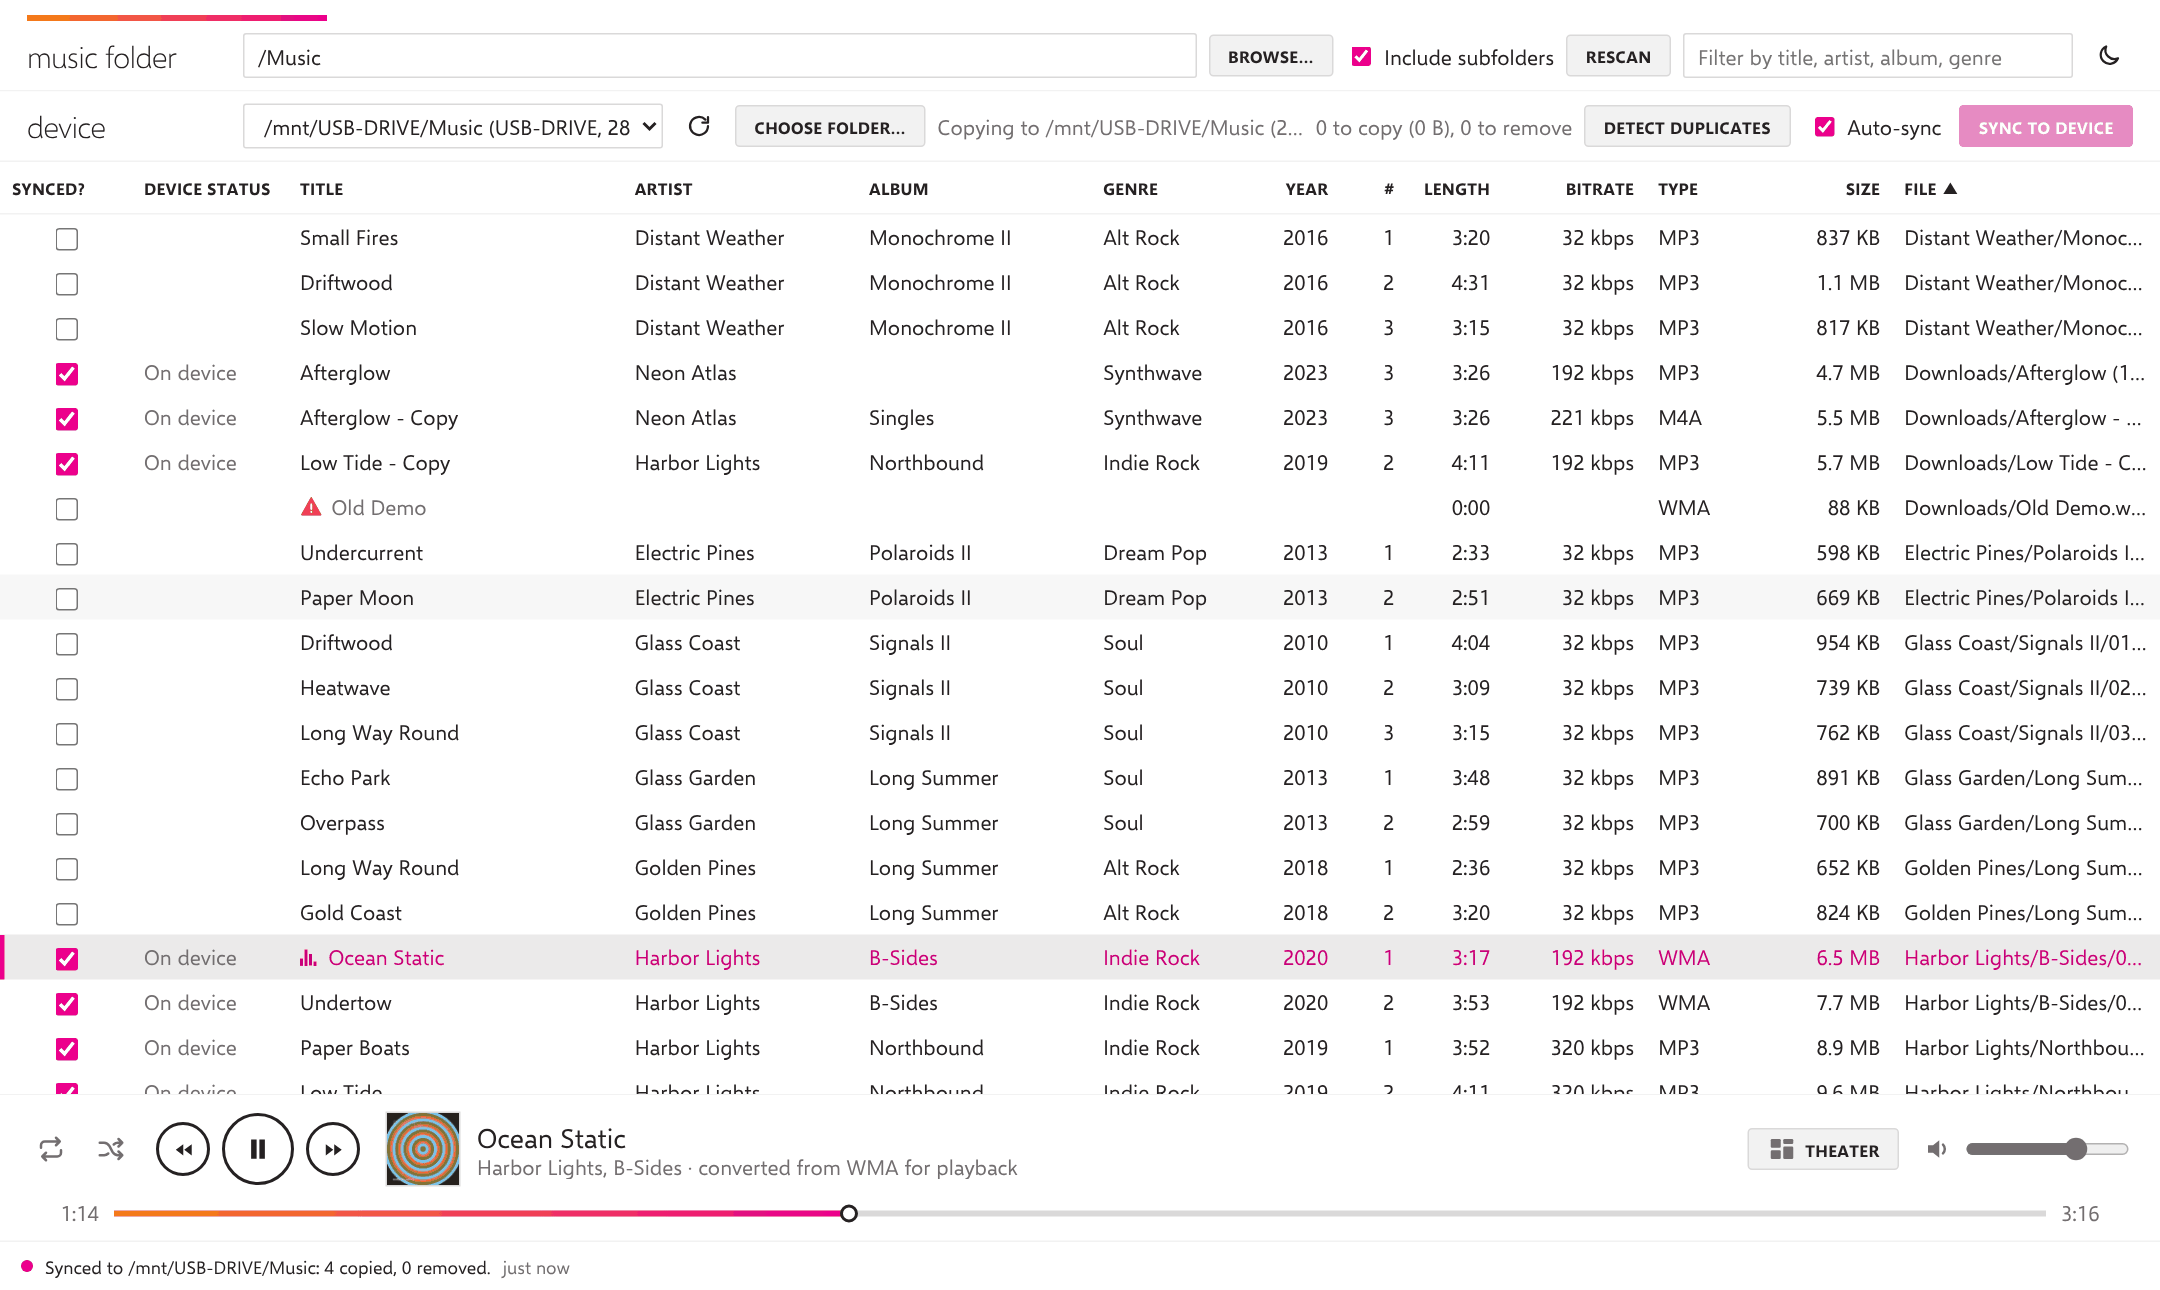 music folder /Music BROWSE... Include subfolders RESCAN Filter by title, artist, album, genre
device /mnt/USB-DRIVE/Music (USB-DRIVE, 28 CHOOSE FOLDER... Copying to /mnt/USB-DRIVE/Music (2... 0 to copy (0 B), 0 to remove DETECT DUPLICATES Auto-sync SYNC TO DEVICE
SYNCED? DEVICE STATUS TITLE ARTIST ALBUM GENRE YEAR # LENGTH BITRATE TYPE SIZE FILE ▲
Small Fires Distant Weather Monochrome II Alt Rock 2016 1 3:20 32 kbps MP3 837 KB Distant Weather/Monoc...
Driftwood Distant Weather Monochrome II Alt Rock 2016 2 4:31 32 kbps MP3 1.1 MB Distant Weather/Monoc...
Slow Motion Distant Weather Monochrome II Alt Rock 2016 3 3:15 32 kbps MP3 817 KB Distant Weather/Monoc...
On device Afterglow Neon Atlas Synthwave 2023 3 3:26 192 kbps MP3 4.7 MB Downloads/Afterglow (1...
On device Afterglow - Copy Neon Atlas Singles Synthwave 2023 3 3:26 221 kbps M4A 5.5 MB Downloads/Afterglow - ...
On device Low Tide - Copy Harbor Lights Northbound Indie Rock 2019 2 4:11 192 kbps MP3 5.7 MB Downloads/Low Tide - C...
Old Demo 0:00 WMA 88 KB Downloads/Old Demo.w...
Undercurrent Electric Pines Polaroids II Dream Pop 2013 1 2:33 32 kbps MP3 598 KB Electric Pines/Polaroids I...
Paper Moon Electric Pines Polaroids II Dream Pop 2013 2 2:51 32 kbps MP3 669 KB Electric Pines/Polaroids I...
Driftwood Glass Coast Signals II Soul 2010 1 4:04 32 kbps MP3 954 KB Glass Coast/Signals II/01...
Heatwave Glass Coast Signals II Soul 2010 2 3:09 32 kbps MP3 739 KB Glass Coast/Signals II/02...
Long Way Round Glass Coast Signals II Soul 2010 3 3:15 32 kbps MP3 762 KB Glass Coast/Signals II/03...
Echo Park Glass Garden Long Summer Soul 2013 1 3:48 32 kbps MP3 891 KB Glass Garden/Long Sum...
Overpass Glass Garden Long Summer Soul 2013 2 2:59 32 kbps MP3 700 KB Glass Garden/Long Sum...
Long Way Round Golden Pines Long Summer Alt Rock 2018 1 2:36 32 kbps MP3 652 KB Golden Pines/Long Sum...
Gold Coast Golden Pines Long Summer Alt Rock 2018 2 3:20 32 kbps MP3 824 KB Golden Pines/Long Sum...
On device Ocean Static Harbor Lights B-Sides Indie Rock 2020 1 3:17 192 kbps WMA 6.5 MB Harbor Lights/B-Sides/0...
On device Undertow Harbor Lights B-Sides Indie Rock 2020 2 3:53 192 kbps WMA 7.7 MB Harbor Lights/B-Sides/0...
On device Paper Boats Harbor Lights Northbound Indie Rock 2019 1 3:52 320 kbps MP3 8.9 MB Harbor Lights/Northbou...
On device Low Tide Harbor Lights Northbound Indie Rock 2019 2 4:11 320 kbps MP3 9.6 MB Harbor Lights/Northbou...
Ocean Static
Harbor Lights, B-Sides · converted from WMA for playback
THEATER
1:14 3:16
Synced to /mnt/USB-DRIVE/Music: 4 copied, 0 removed. just now